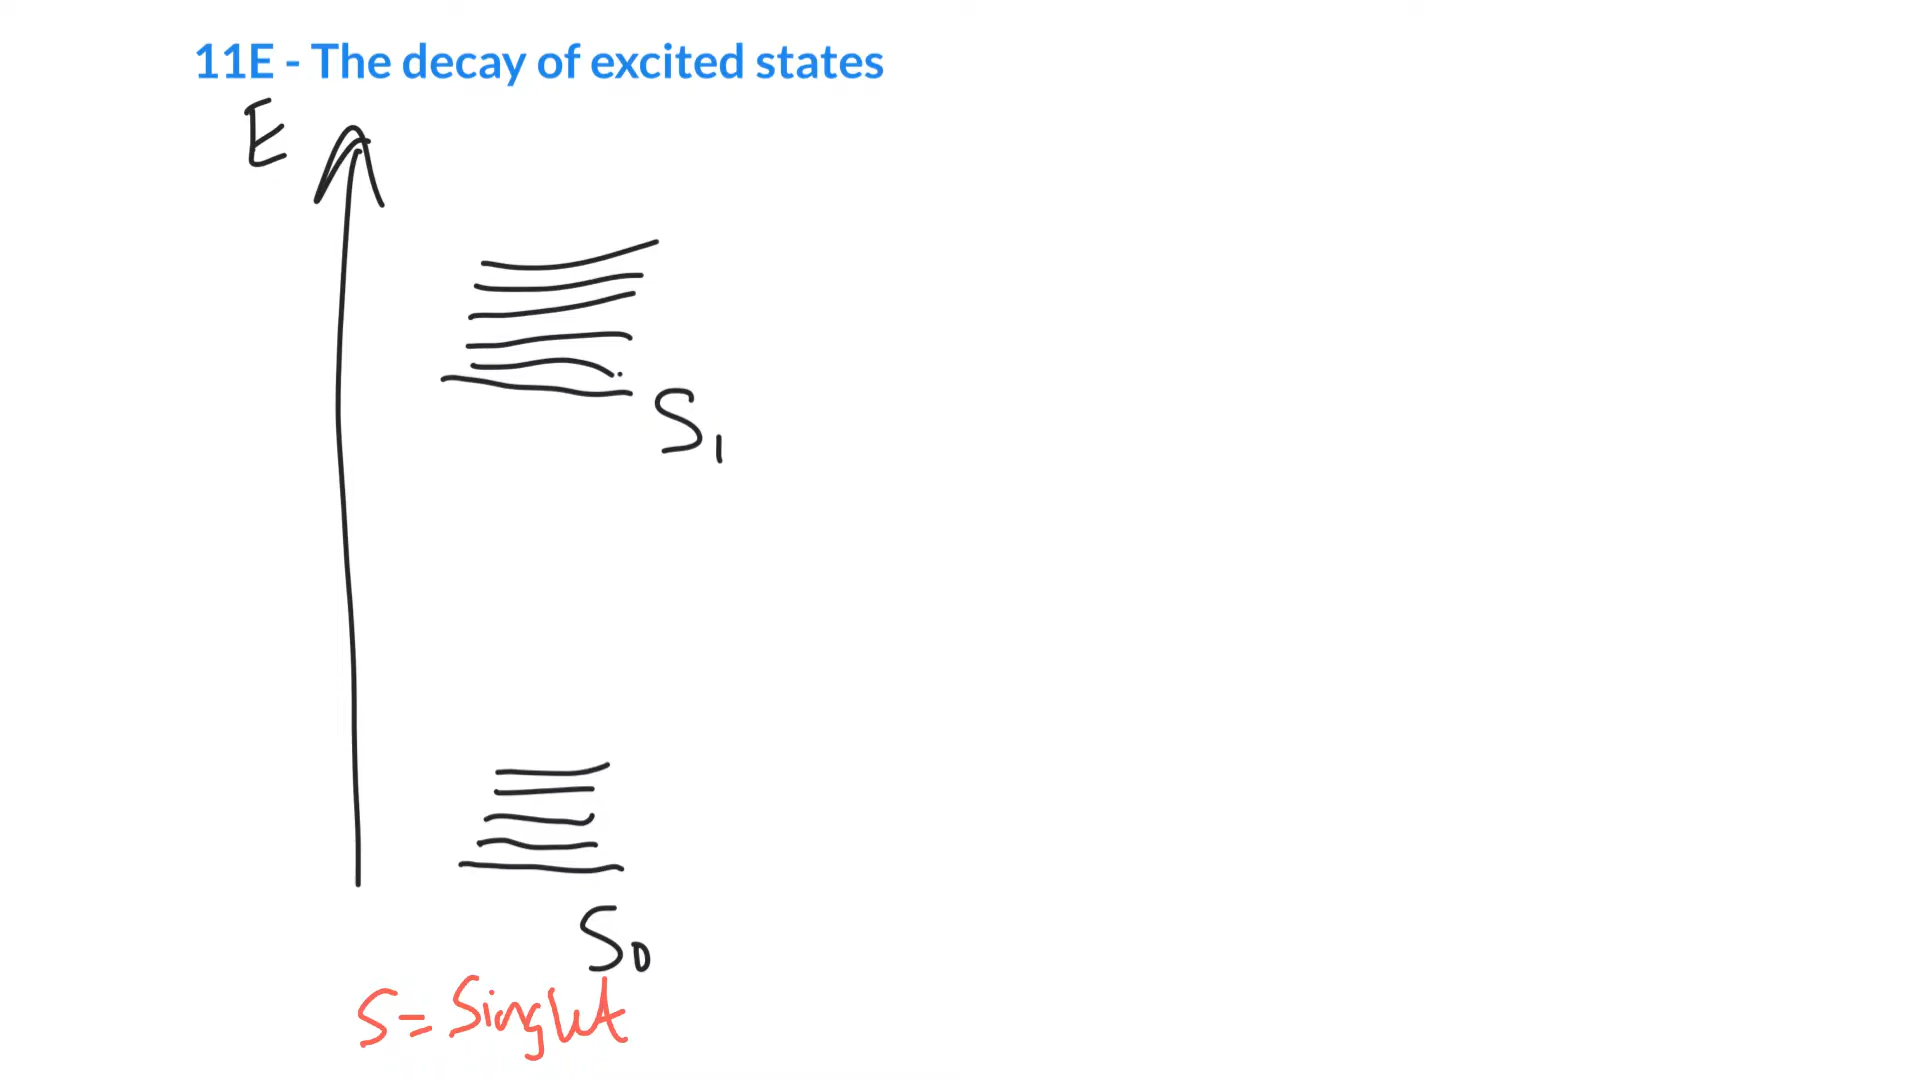 11E - The decay of excited states
E
S₁
S₀
S = Singlet